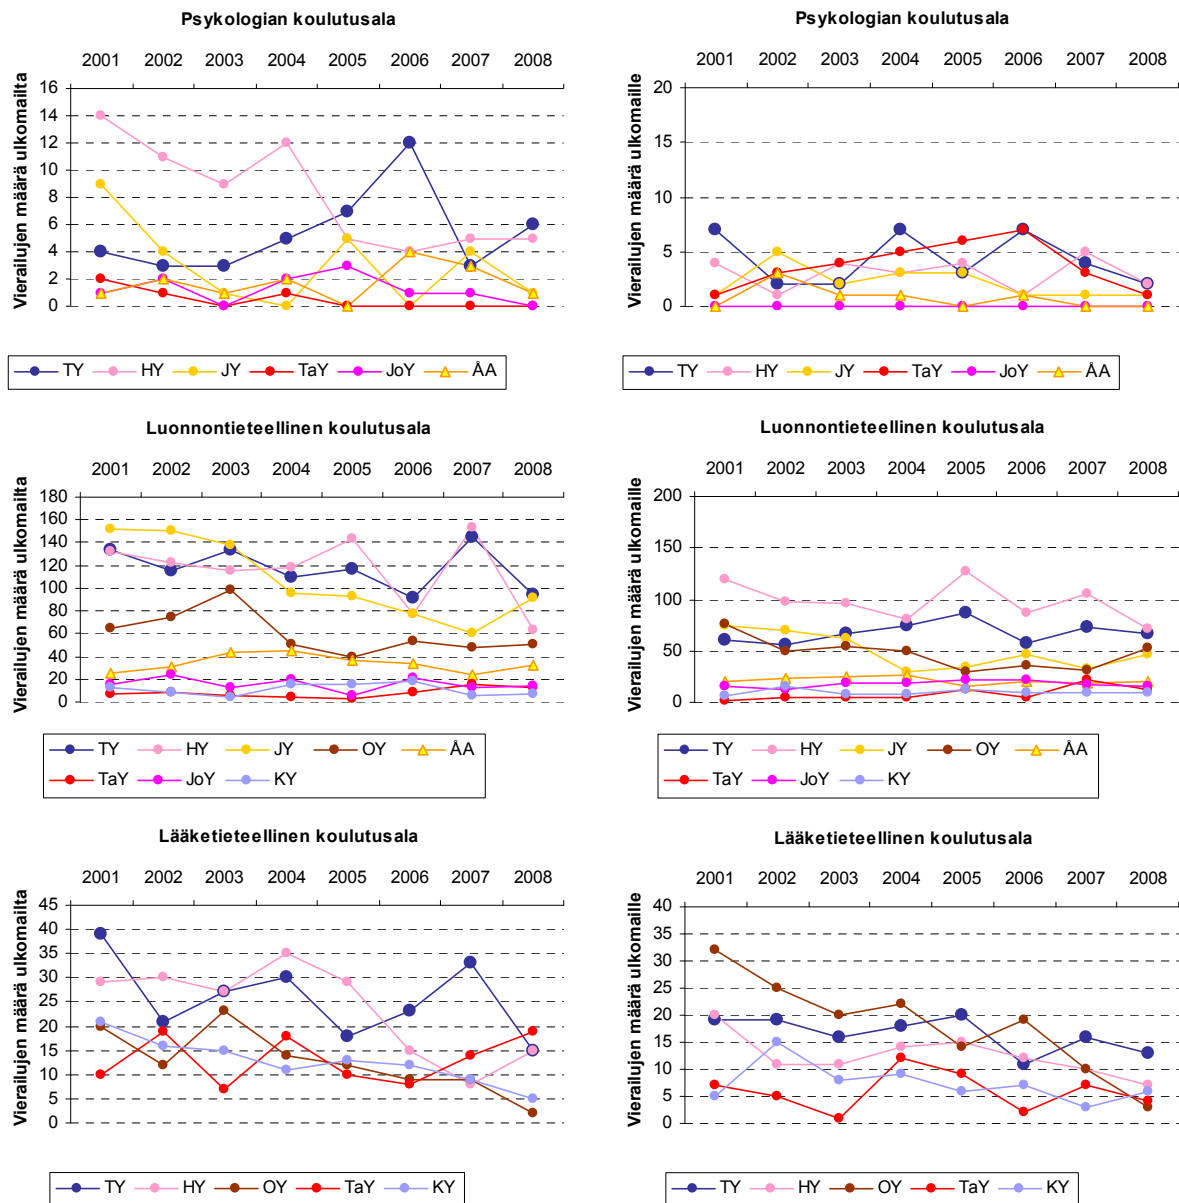 Psykologian koulutusala
2001 2002 2003 2004 2005 2006 2007 2008
Vierailujen määrä ulkomailta
16
14
12
10
8
6
4
2
0
TY HY JY TaY JoY ÅA
Psykologian koulutusala
2001 2002 2003 2004 2005 2006 2007 2008
Vierailujen määrä ulkomaille
20
15
10
5
0
TY HY JY TaY JoY ÅA
Luonnontieteellinen koulutusala
2001 2002 2003 2004 2005 2006 2007 2008
Vierailujen määrä ulkomailta
180
160
140
120
100
80
60
40
20
0
TY HY JY OY ÅA
TaY JoY KY
Luonnontieteellinen koulutusala
2001 2002 2003 2004 2005 2006 2007 2008
Vierailujen määrä ulkomaille
200
150
100
50
0
TY HY JY OY ÅA
TaY JoY KY
Lääketieteellinen koulutusala
2001 2002 2003 2004 2005 2006 2007 2008
Vierailujen määrä ulkomailta
45
40
35
30
25
20
15
10
5
0
TY HY OY TaY KY
Lääketieteellinen koulutusala
2001 2002 2003 2004 2005 2006 2007 2008
Vierailujen määrä ulkomaille
40
35
30
25
20
15
10
5
0
TY HY OY TaY KY